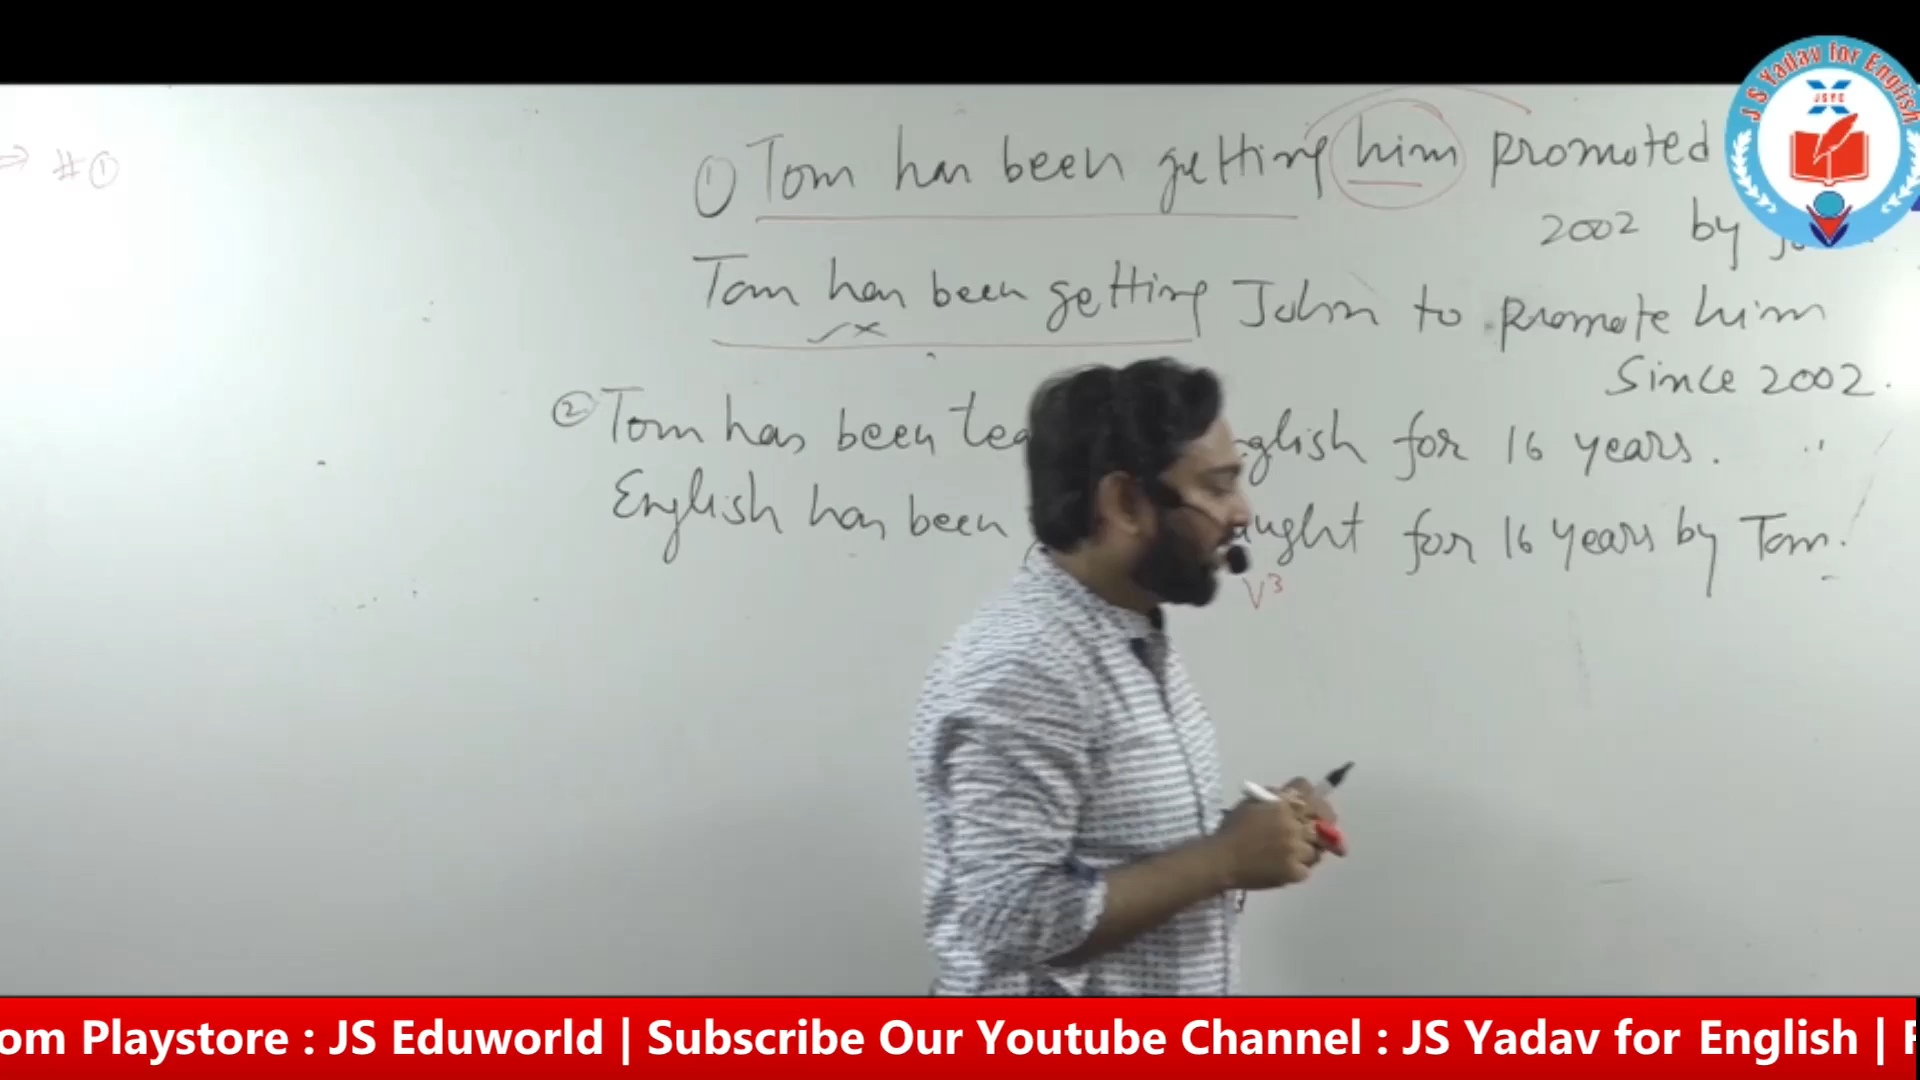 J S Yadav for English
JSYE
⇒ #①
① Tom has been getting him promoted
2002 by
Tom has been getting John to promote him
Since 2002.
② Tom has been English for 16 years.
English has been for 16 years by Tom.
V³
om Playstore : JS Eduworld | Subscribe Our Youtube Channel : JS Yadav for English |